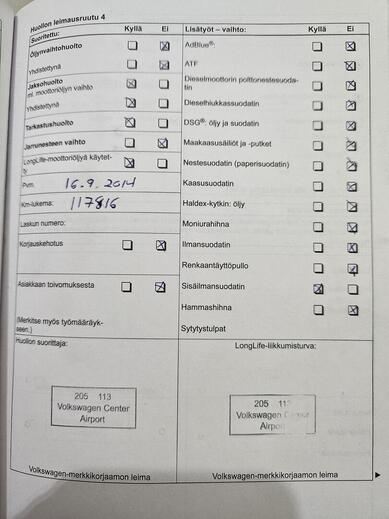 Huollon leimausruutu 4
Suoritettu: Kyllä Ei
Öljynvaihtohuolto
Yhdistettynä
Jaksohuolto
ml. moottoriöljyn vaihto
Yhdistettynä
Tarkastushuolto
Jarrunesteen vaihto
LongLife-moottoriöljyä käytet-
ty
Pvm. 16.9.2014
Km-lukema: 117816
Laskun numero:
Korjauskehotus
Asiakkaan toivomuksesta
(Merkitse myös työmääräyk-
seen.)
Huollon suorittaja:
205 113
Volkswagen Center
Airport
Volkswagen-merkkikorjaamon leima
Lisätyöt – vaihto: Kyllä Ei
AdBlue®:
ATF
Dieselmoottorin polttonestesuoda-
tin
Dieselhiukkassuodatin
DSG®: öljy ja suodatin
Maakaasusäiliöt ja -putket
Nestesuodatin (paperisuodatin)
Kaasusuodatin
Haldex-kytkin: öljy
Moniurahihna
Ilmansuodatin
Renkaantäyttöpullo
Sisäilmansuodatin
Hammashihna
Sytytystulpat
LongLife-liikkumisturva:
205 11
Volkswagen
Airpor
Volkswagen-merkkikorjaamon leima